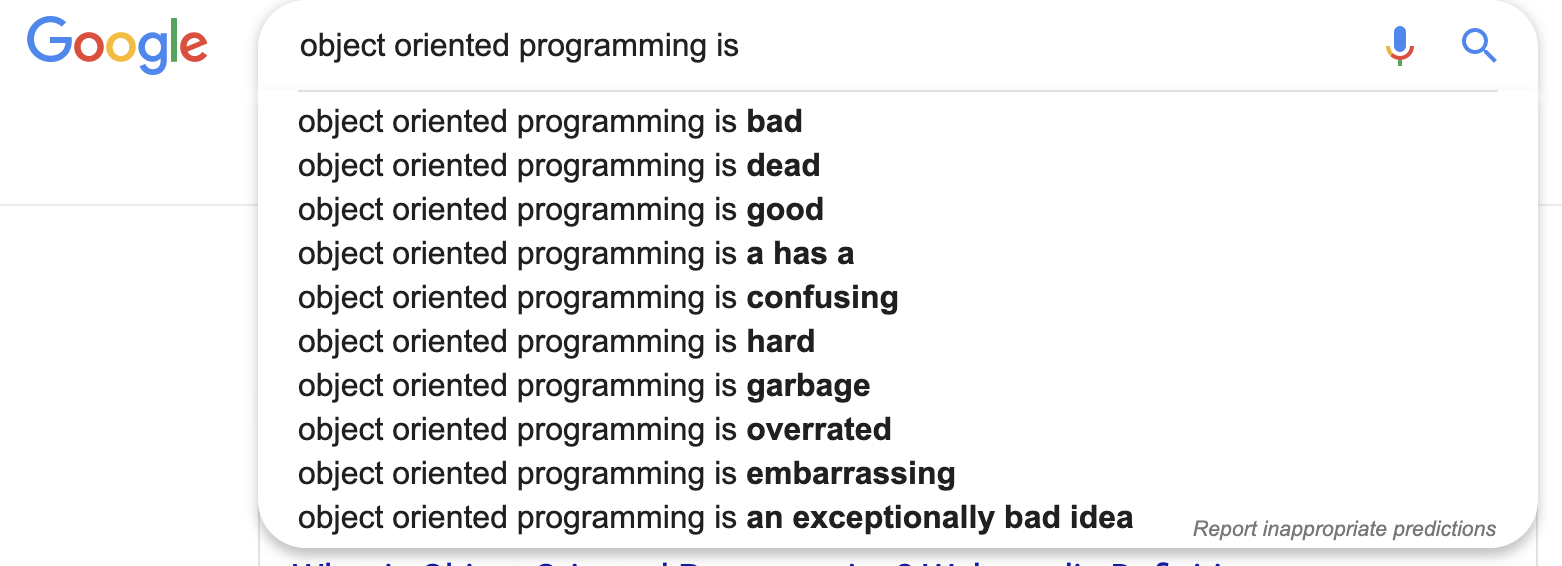 Google
object oriented programming is
object oriented programming is bad
object oriented programming is dead
object oriented programming is good
object oriented programming is a has a
object oriented programming is confusing
object oriented programming is hard
object oriented programming is garbage
object oriented programming is overrated
object oriented programming is embarrassing
object oriented programming is an exceptionally bad idea
Report inappropriate predictions